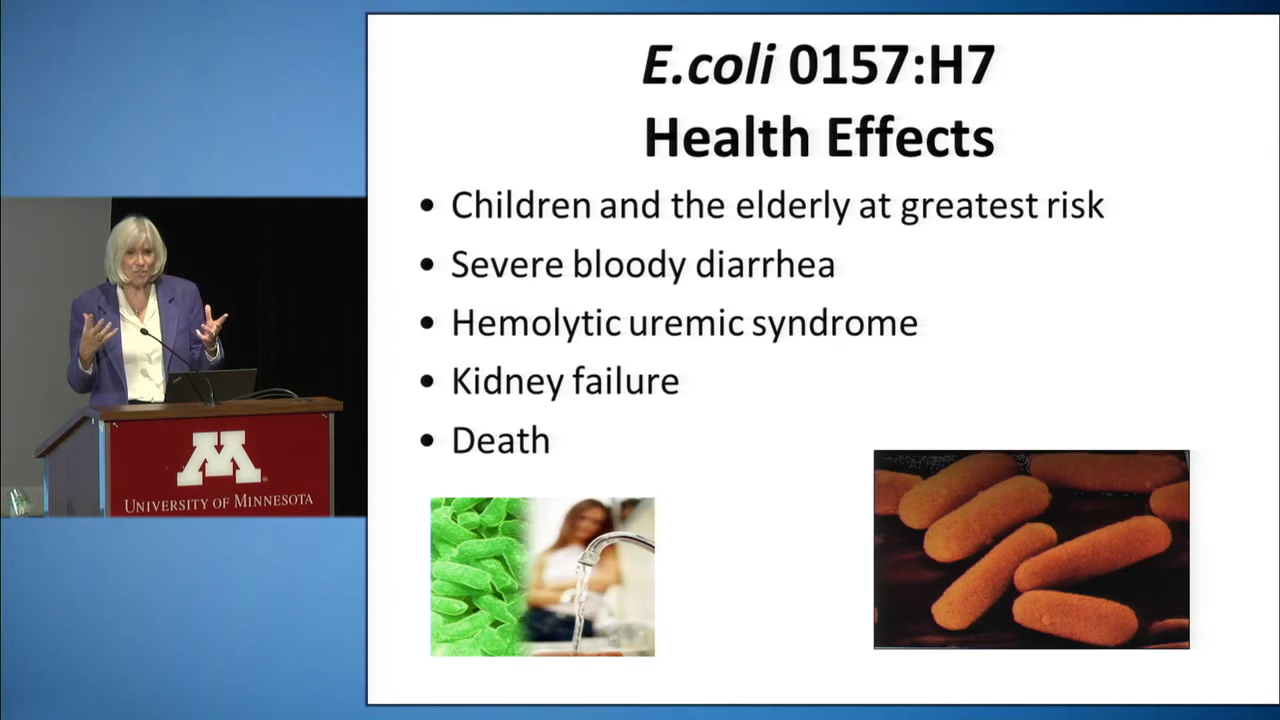 E.coli 0157:H7
Health Effects
• Children and the elderly at greatest risk
• Severe bloody diarrhea
• Hemolytic uremic syndrome
• Kidney failure
• Death
M
UNIVERSITY OF MINNESOTA